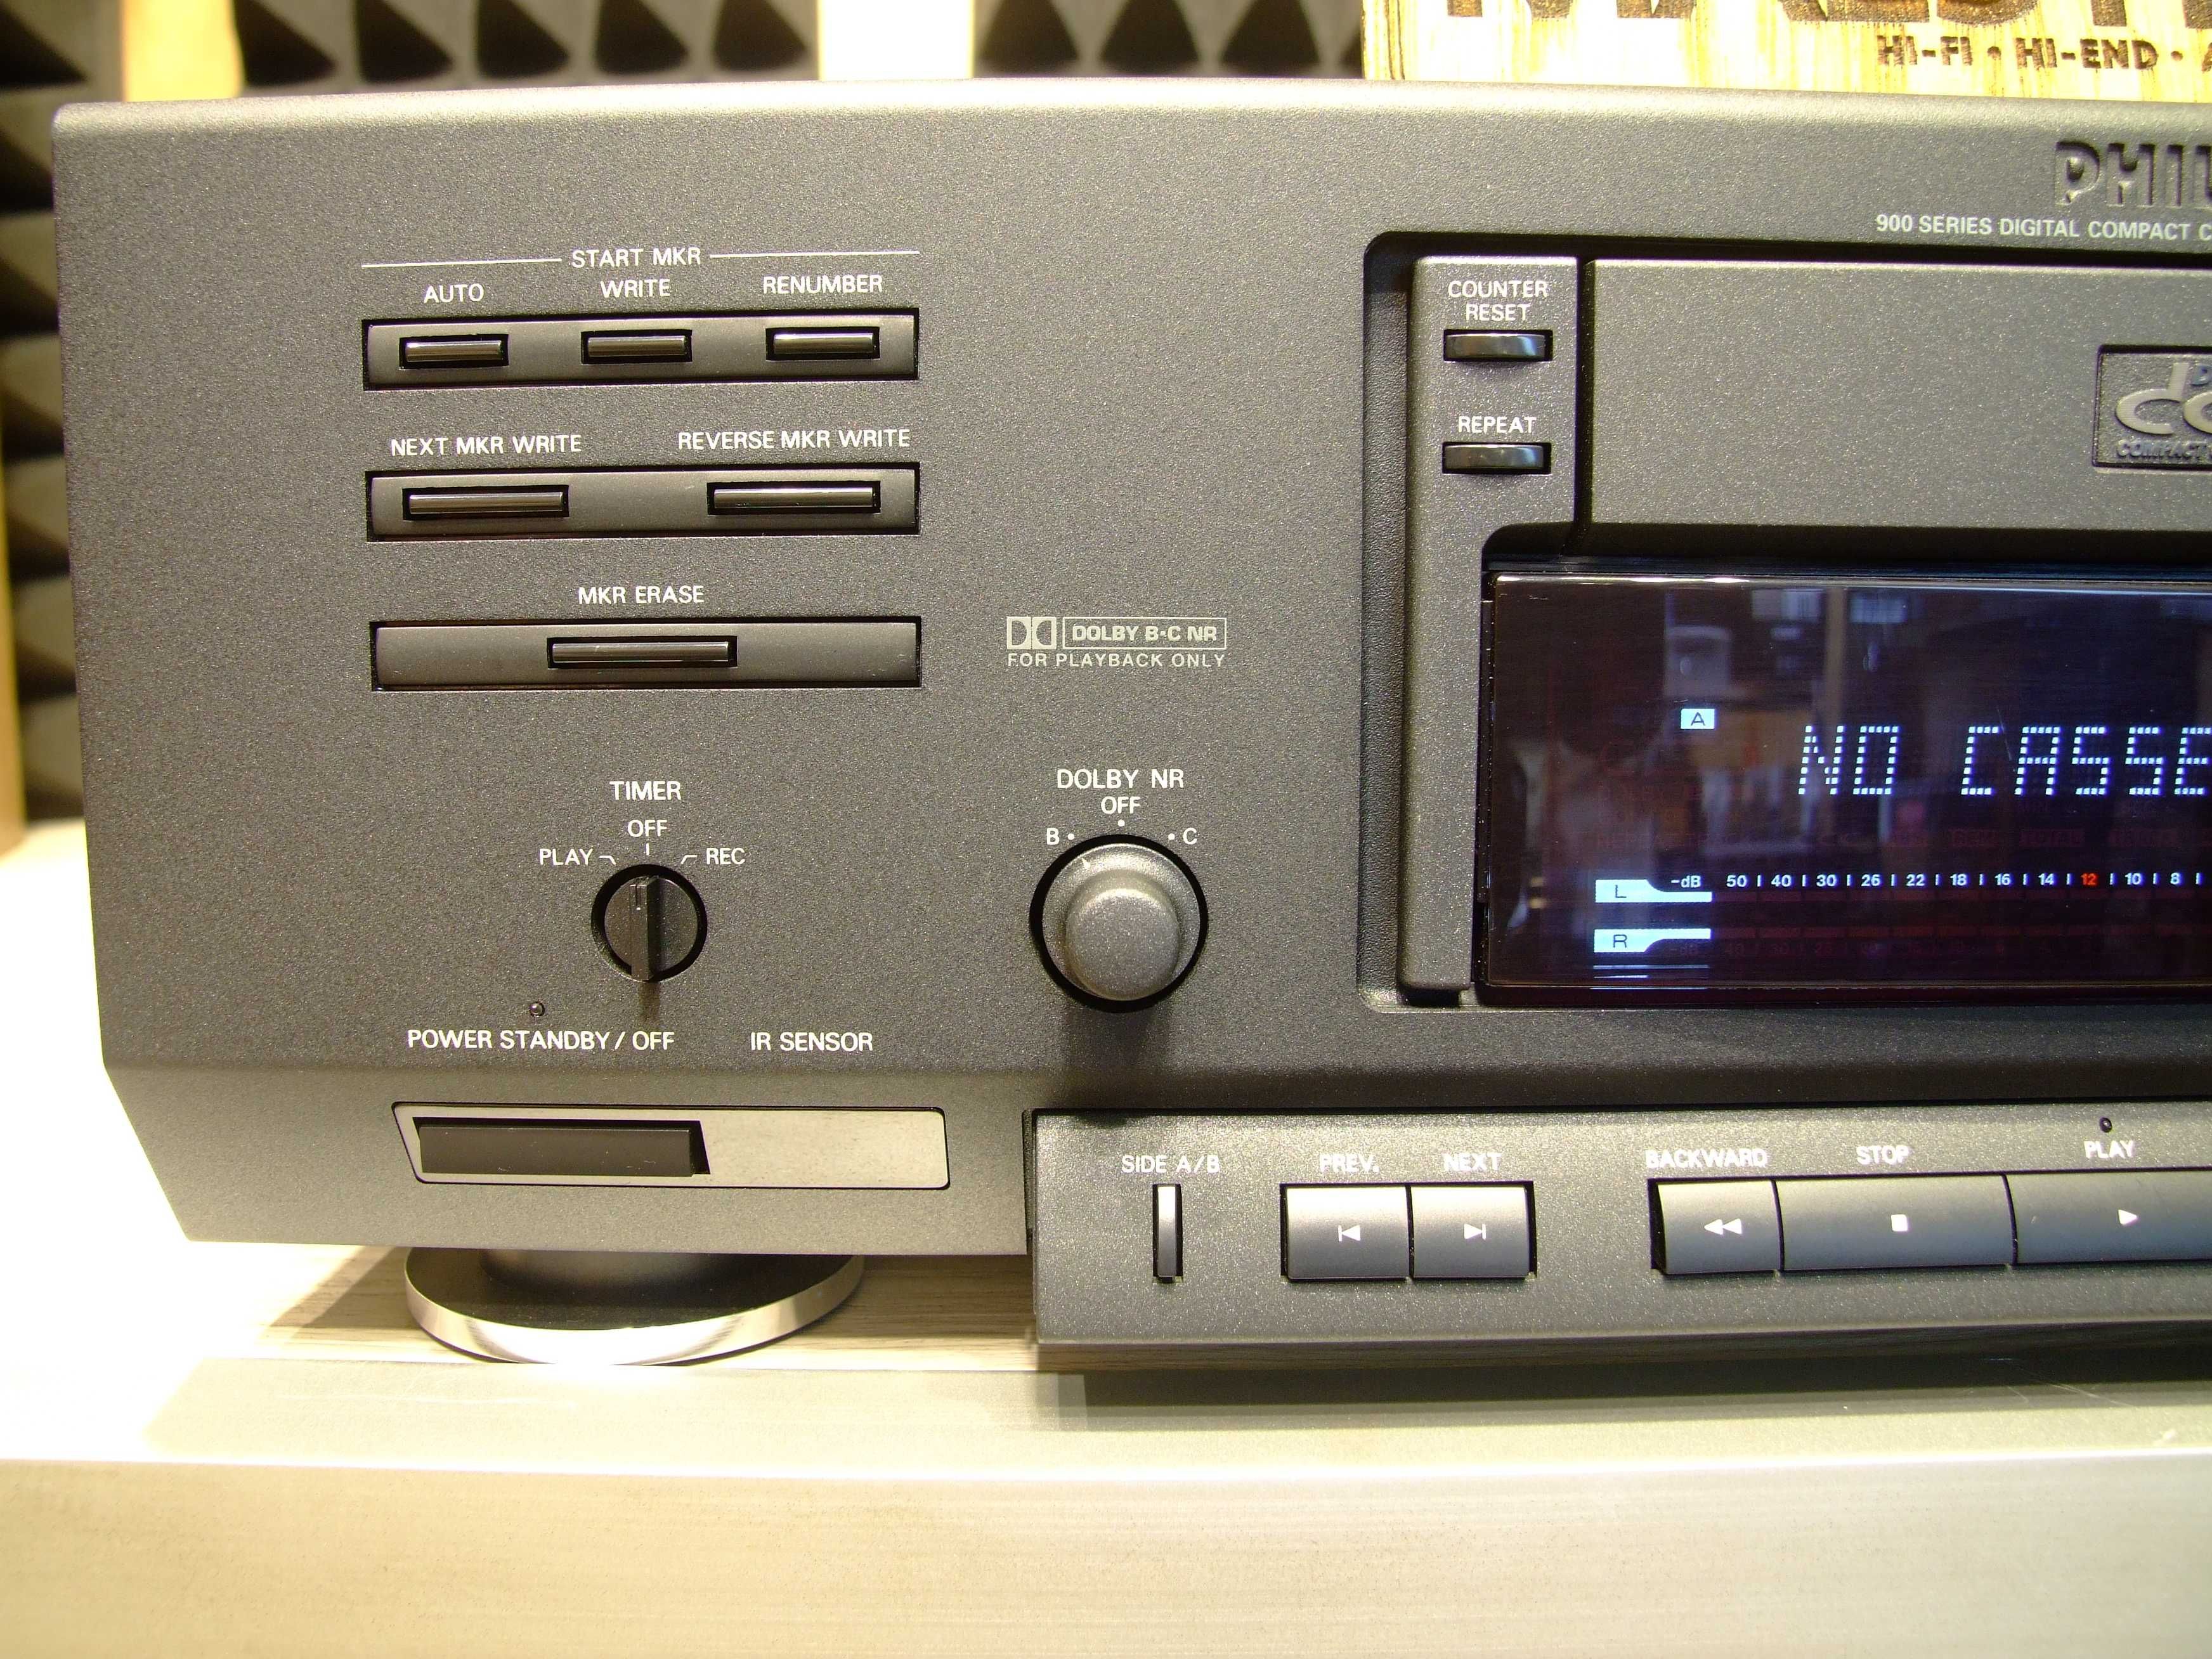 HI-FI • HI-END •
PHIL
900 SERIES DIGITAL COMPACT C
START MKR
AUTO WRITE RENUMBER
COUNTER
RESET
NEXT MKR WRITE REVERSE MKR WRITE
REPEAT
dc
COMPACT
MKR ERASE
DOLBY B·C NR
FOR PLAYBACK ONLY
A
NO CASSE
TIMER
OFF
PLAY REC
DOLBY NR
OFF
B C
L -dB 50 40 30 26 22 18 16 14 12 10 8
R
POWER STANDBY / OFF IR SENSOR
SIDE A/B PREV. NEXT BACKWARD STOP PLAY